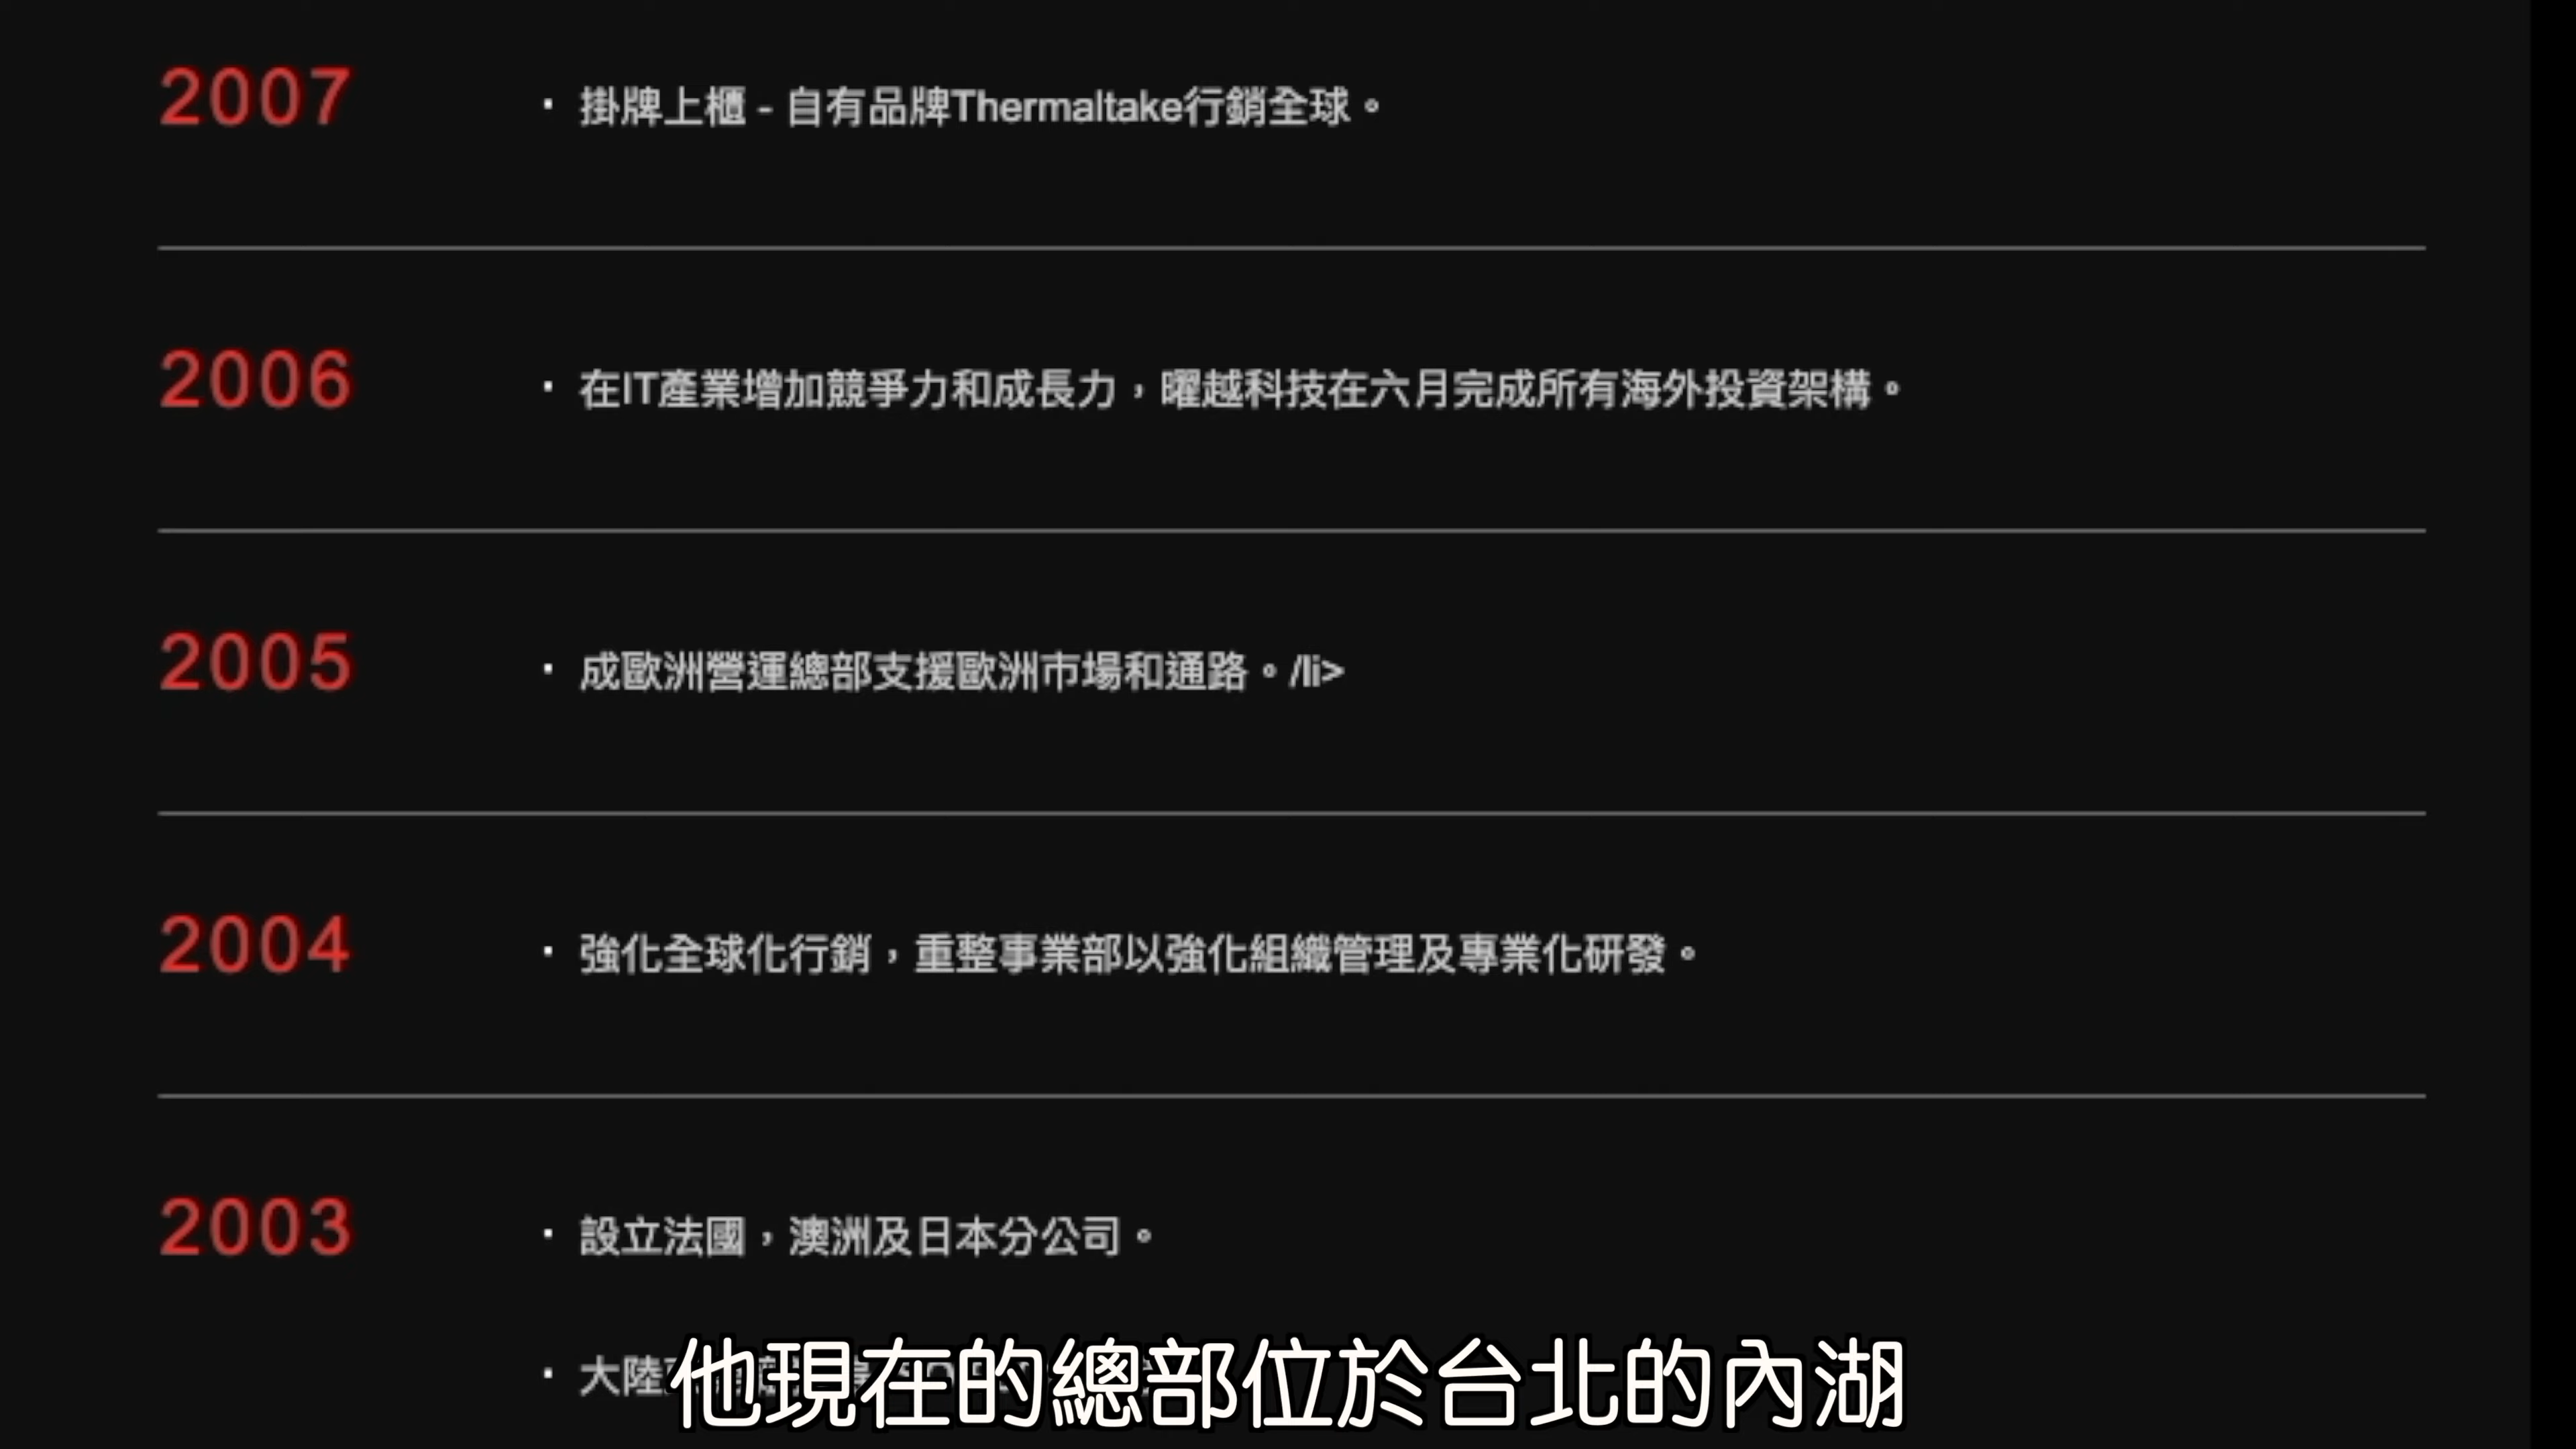 2007
· 掛牌上櫃 - 自有品牌Thermaltake行銷全球。
2006
· 在IT產業增加競爭力和成長力，曜越科技在六月完成所有海外投資架構。
2005
· 成歐洲營運總部支援歐洲市場和通路。/li>
2004
· 強化全球化行銷，重整事業部以強化組織管理及專業化研發。
2003
· 設立法國，澳洲及日本分公司。
· 大陸
他現在的總部位於台北的內湖